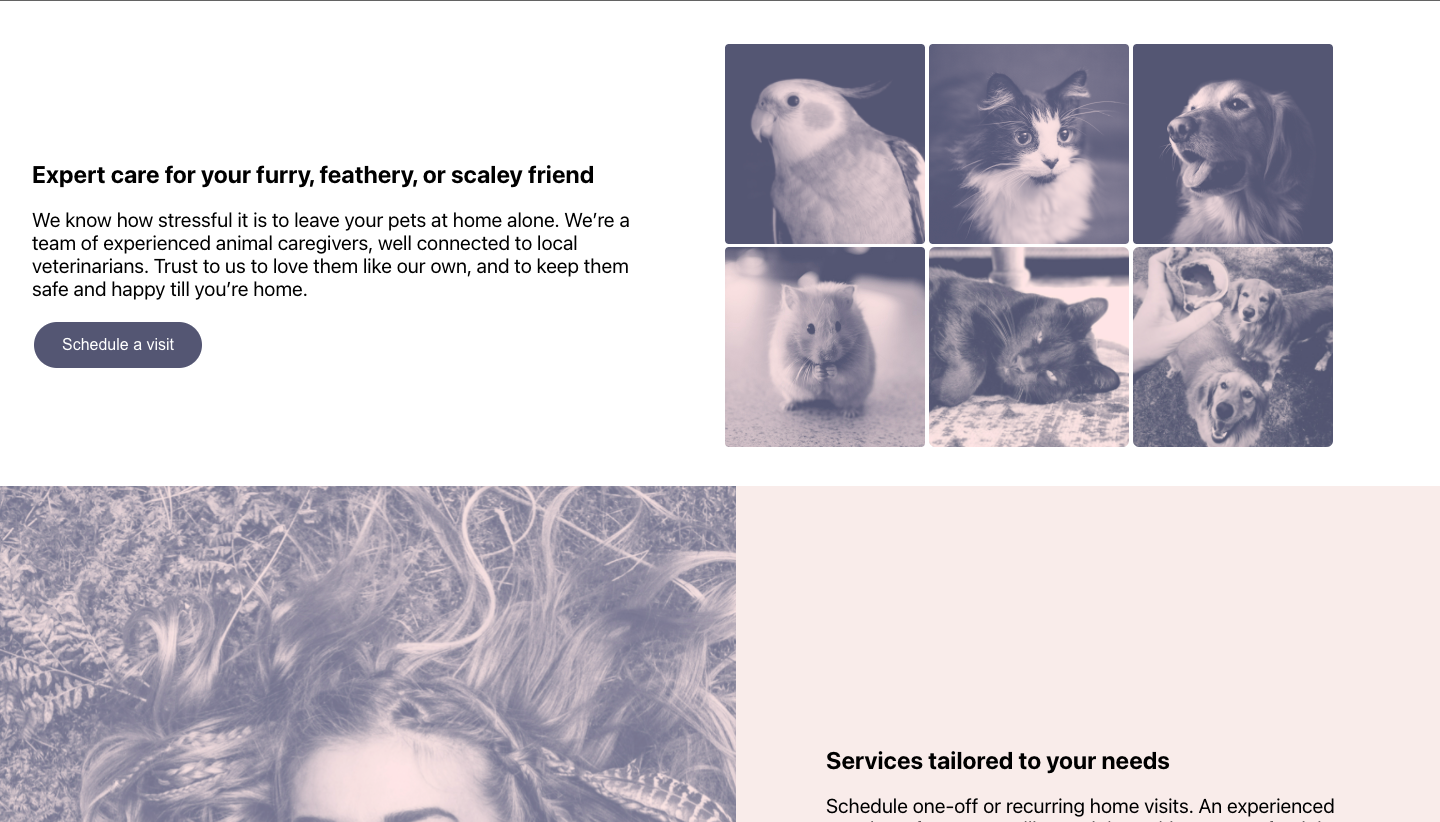 Expert care for your furry, feathery, or scaley friend
We know how stressful it is to leave your pets at home alone. We’re a
team of experienced animal caregivers, well connected to local
veterinarians. Trust to us to love them like our own, and to keep them
safe and happy till you’re home.
Schedule a visit
Services tailored to your needs
Schedule one-off or recurring home visits. An experienced